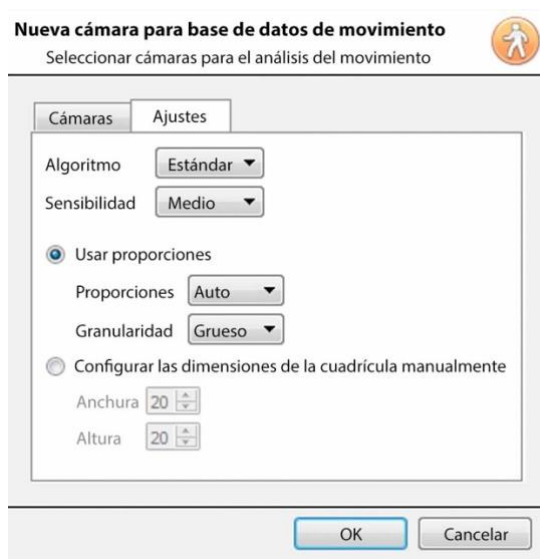 Nueva cámara para base de datos de movimiento
Seleccionar cámaras para el análisis del movimiento
Cámaras Ajustes
Algoritmo Estándar
Sensibilidad Medio
Usar proporciones
Proporciones Auto
Granularidad Grueso
Configurar las dimensiones de la cuadrícula manualmente
Anchura 20
Altura 20
OK Cancelar